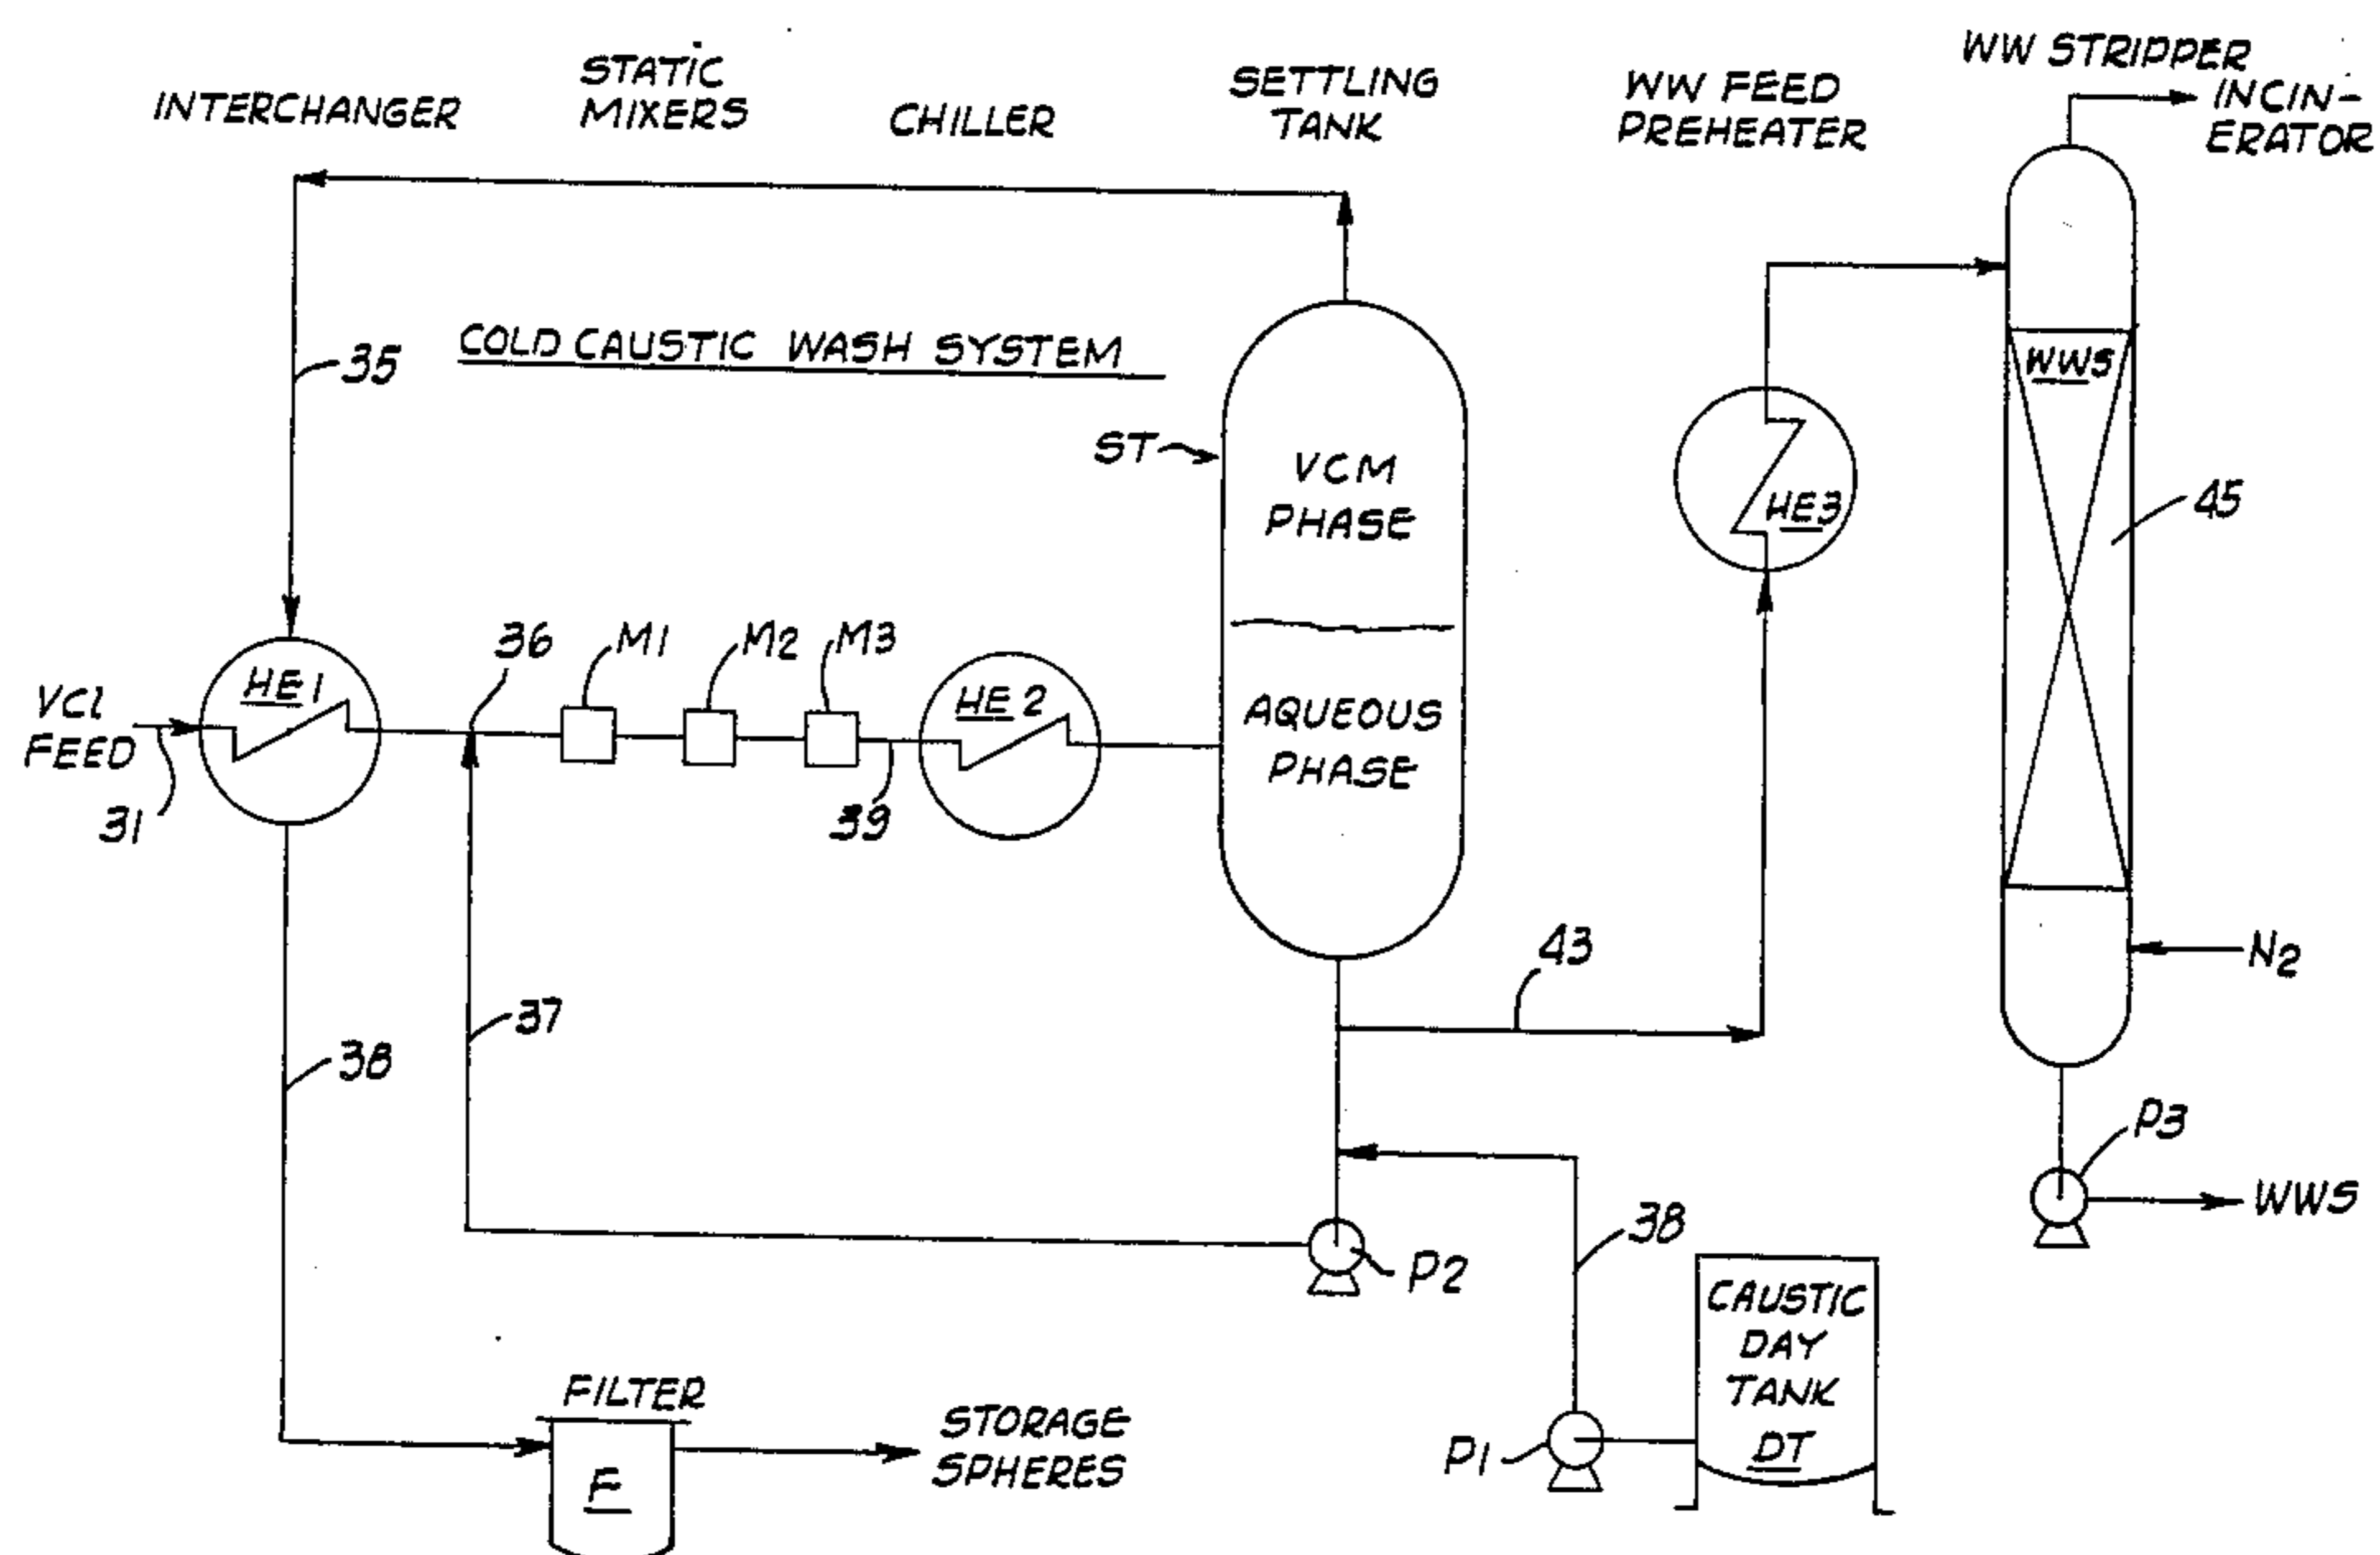 WW STRIPPER
INCIN-
ERATOR
STATIC
MIXERS
INTERCHANGER
CHILLER
SETTLING
TANK
WW FEED
PREHEATER
COLD CAUSTIC WASH SYSTEM
35
ST
VCM
PHASE
WWS
HE3
45
36
M1
M2
M3
HE1
HE2
VCl
FEED
31
39
AQUEOUS
PHASE
43
N2
37
38
P3
WWS
38
P2
CAUSTIC
DAY
TANK
DT
P1
FILTER
F
STORAGE
SPHERES